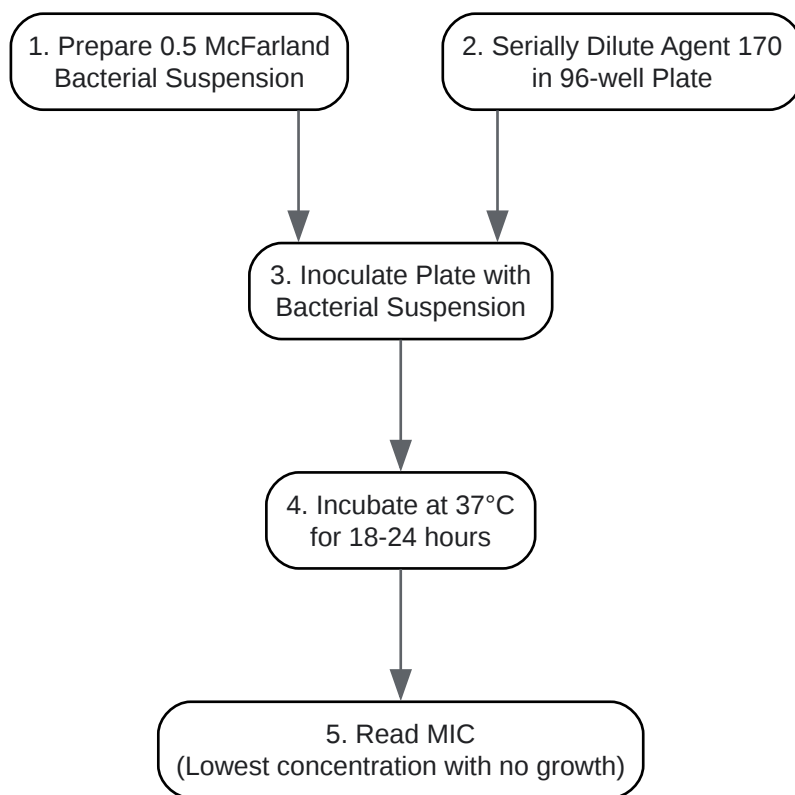 1. Prepare 0.5 McFarland
Bacterial Suspension
2. Serially Dilute Agent 170
in 96-well Plate
3. Inoculate Plate with
Bacterial Suspension
4. Incubate at 37°C
for 18-24 hours
5. Read MIC
(Lowest concentration with no growth)